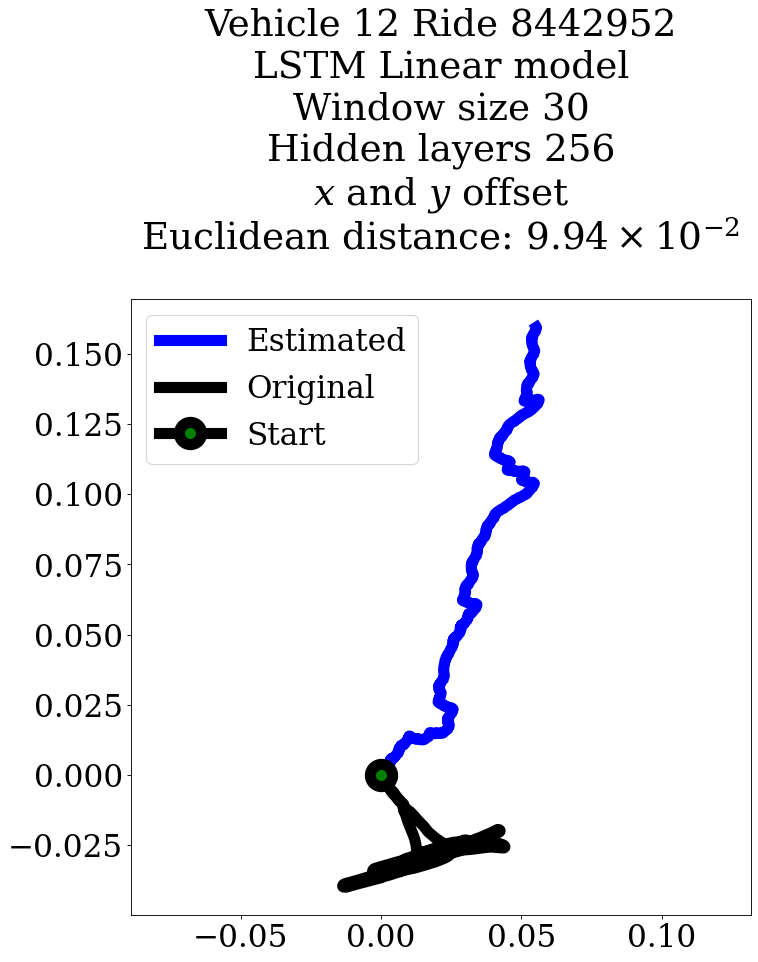 Vehicle 12 Ride 8442952
LSTM Linear model
Window size 30
Hidden layers 256
x and y offset
Euclidean distance: 9.94 × 10⁻²
Estimated
Original
Start
0.150
0.125
0.100
0.075
0.050
0.025
0.000
−0.025
−0.05 0.00 0.05 0.10